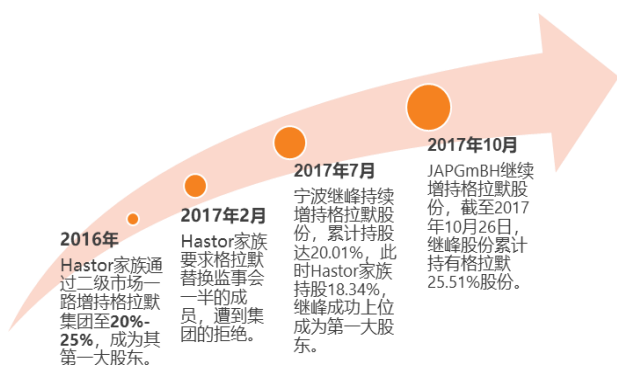 2016年
Hastor家族通
过二级市场一
路增持格拉默
集团至20%-
25%，成为其
第一大股东。
2017年2月
Hastor家族
要求格拉默
替换监事会
一半的成
员，遭到集
团的拒绝。
2017年7月
宁波继峰持续
增持格拉默股
份，累计持股
达20.01%，此
时Hastor家族
持股18.34%，
继峰成功上位
成为第一大股
东。
2017年10月
JAPGmBH继续
增持格拉默股
份，截至2017
年10月26日，
继峰股份累计
持有格拉默
25.51%股份。